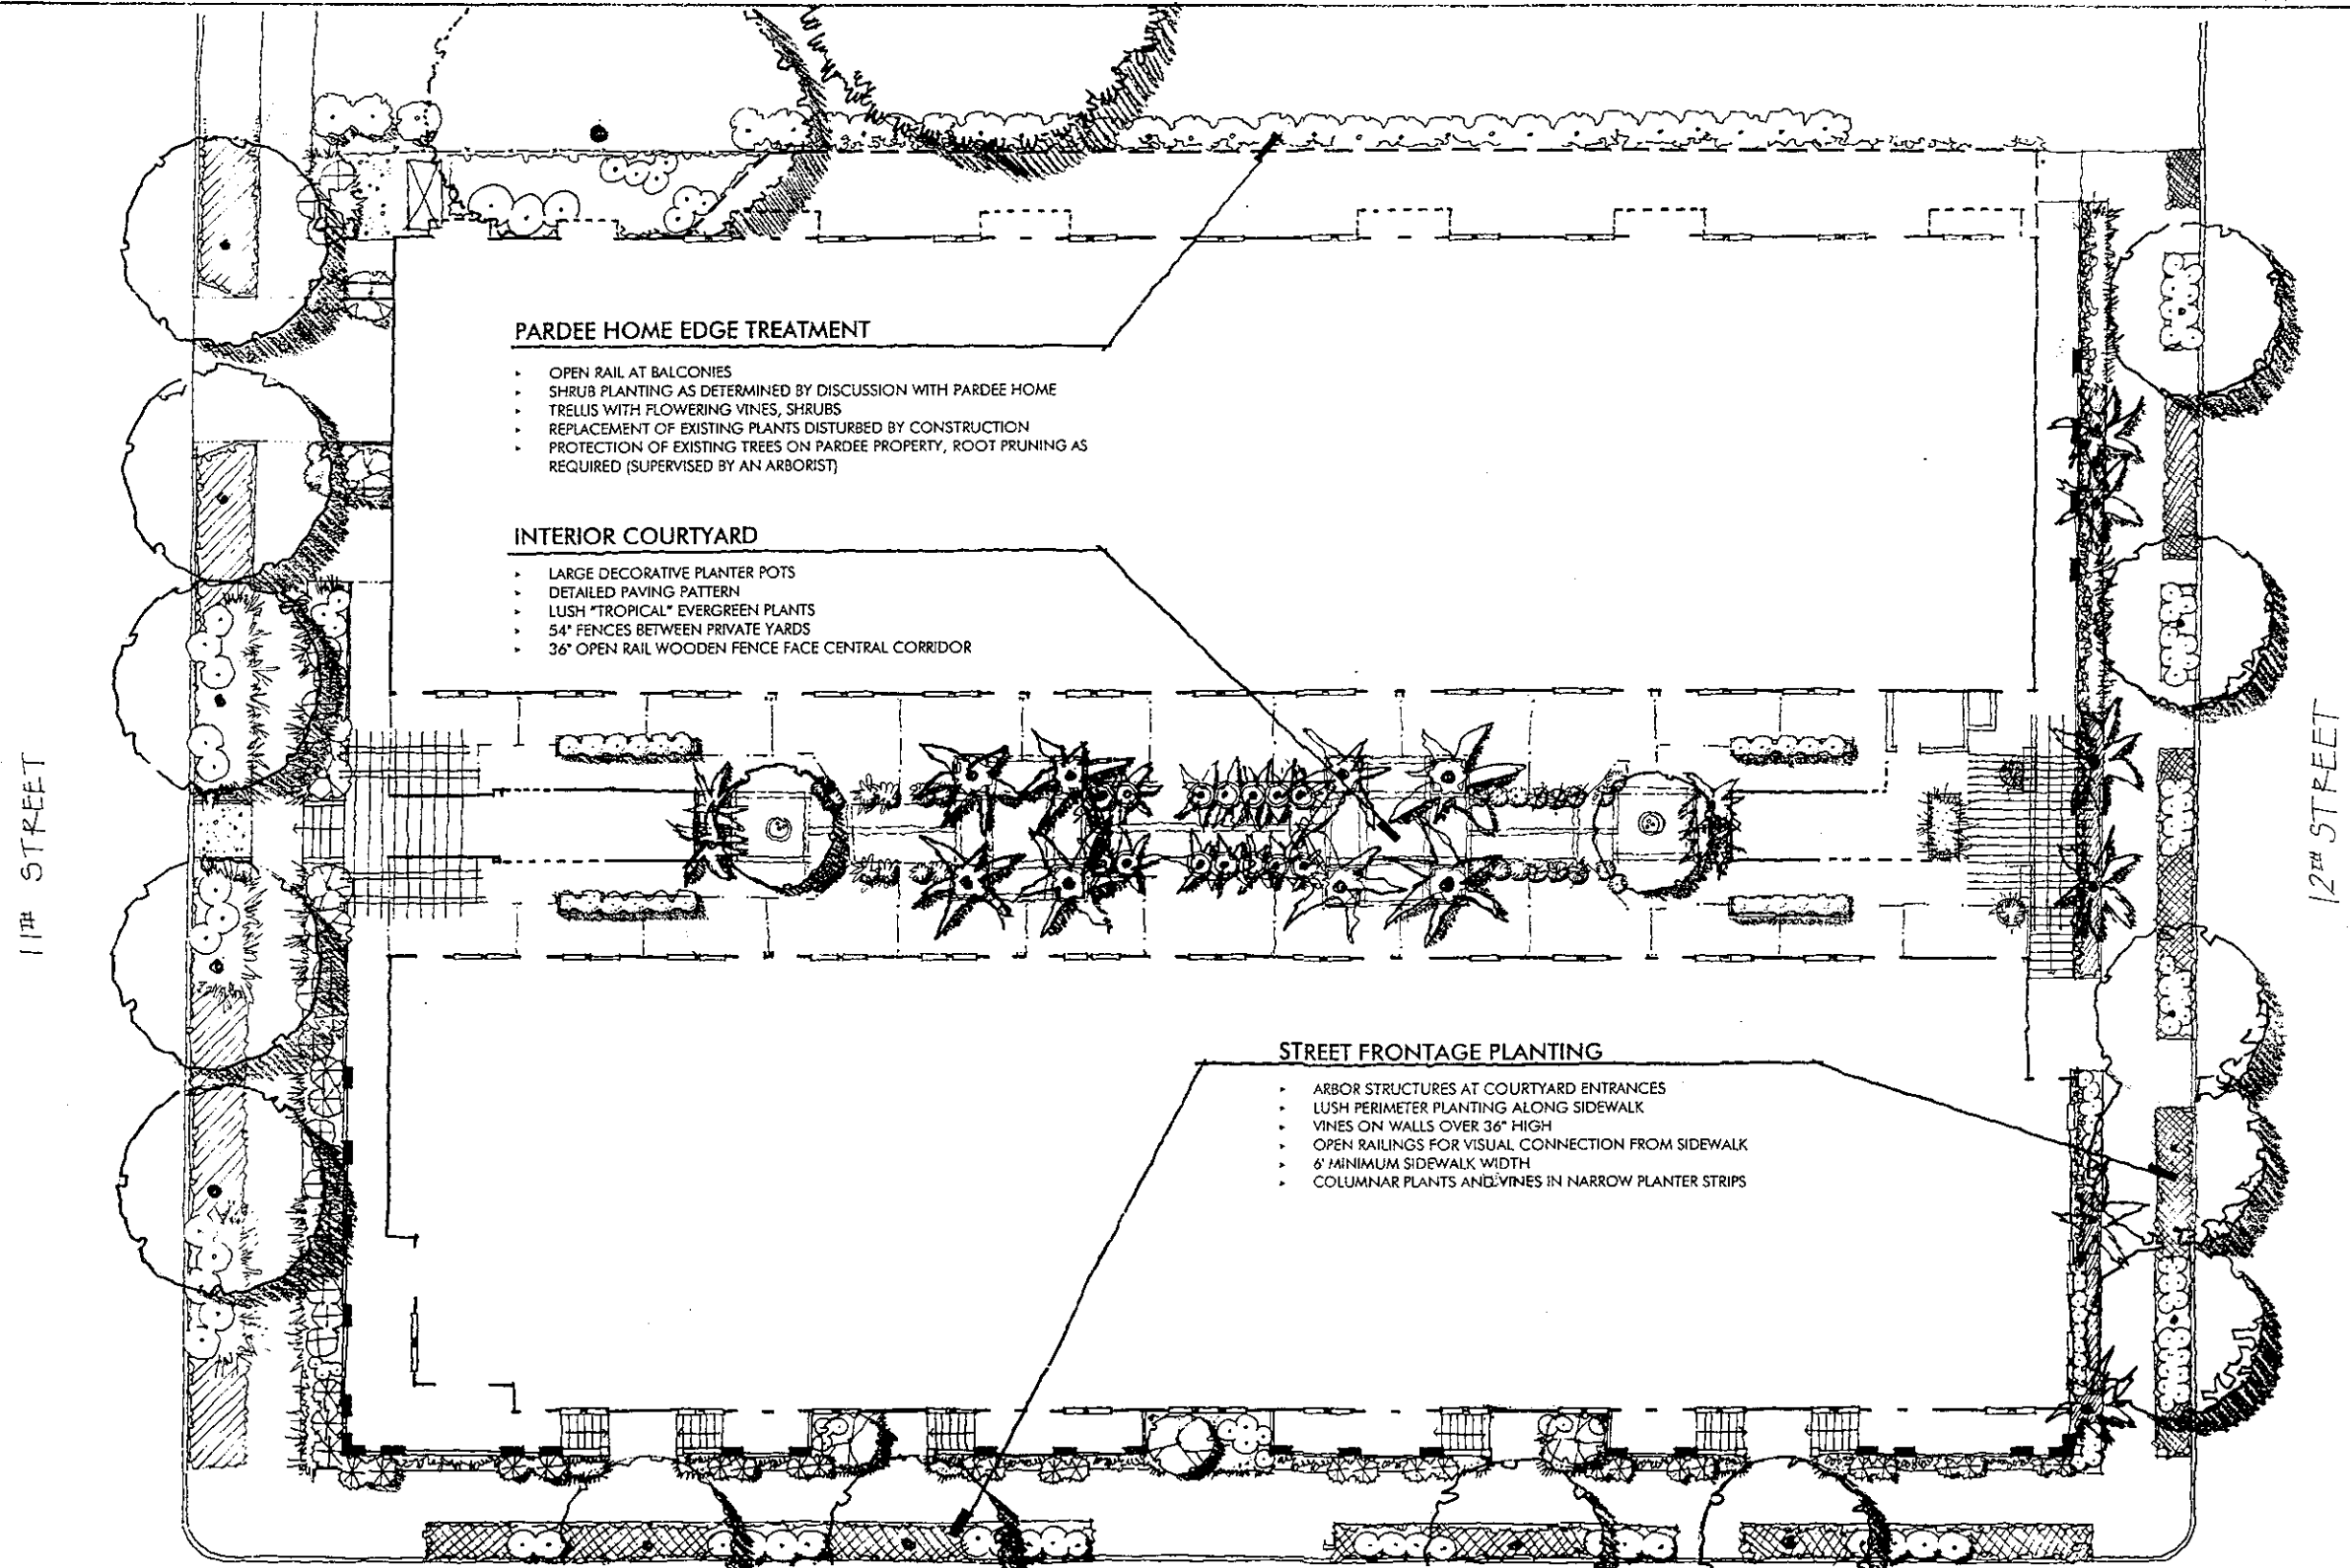 PARDEE HOME EDGE TREATMENT
▸ OPEN RAIL AT BALCONIES
▸ SHRUB PLANTING AS DETERMINED BY DISCUSSION WITH PARDEE HOME
▸ TRELLIS WITH FLOWERING VINES, SHRUBS
▸ REPLACEMENT OF EXISTING PLANTS DISTURBED BY CONSTRUCTION
▸ PROTECTION OF EXISTING TREES ON PARDEE PROPERTY, ROOT PRUNING AS
REQUIRED (SUPERVISED BY AN ARBORIST)
INTERIOR COURTYARD
▸ LARGE DECORATIVE PLANTER POTS
▸ DETAILED PAVING PATTERN
▸ LUSH "TROPICAL" EVERGREEN PLANTS
▸ 54" FENCES BETWEEN PRIVATE YARDS
▸ 36" OPEN RAIL WOODEN FENCE FACE CENTRAL CORRIDOR
11TH STREET
12TH STREET
STREET FRONTAGE PLANTING
▸ ARBOR STRUCTURES AT COURTYARD ENTRANCES
▸ LUSH PERIMETER PLANTING ALONG SIDEWALK
▸ VINES ON WALLS OVER 36" HIGH
▸ OPEN RAILINGS FOR VISUAL CONNECTION FROM SIDEWALK
▸ 6' MINIMUM SIDEWALK WIDTH
▸ COLUMNAR PLANTS AND VINES IN NARROW PLANTER STRIPS